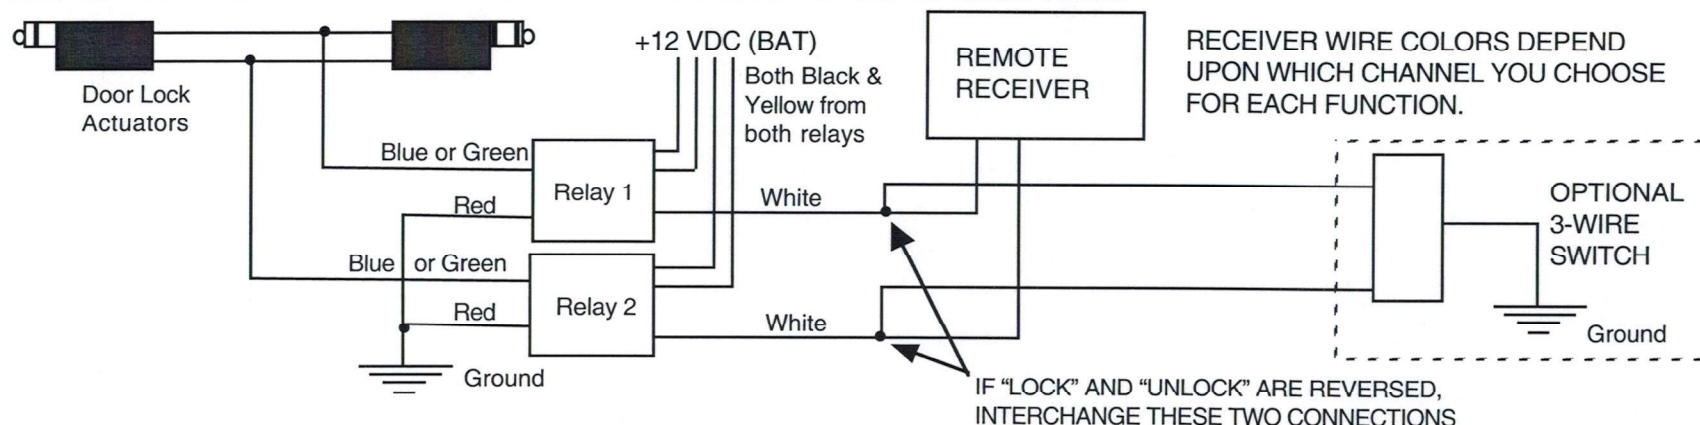 +12 VDC (BAT)
Both Black &
Yellow from
both relays
Door Lock
Actuators
REMOTE
RECEIVER
RECEIVER WIRE COLORS DEPEND
UPON WHICH CHANNEL YOU CHOOSE
FOR EACH FUNCTION.
Blue or Green
Relay 1
Red
White
OPTIONAL
3-WIRE
SWITCH
Blue or Green
Relay 2
Red
White
Ground
Ground
IF “LOCK” AND “UNLOCK” ARE REVERSED,
INTERCHANGE THESE TWO CONNECTIONS